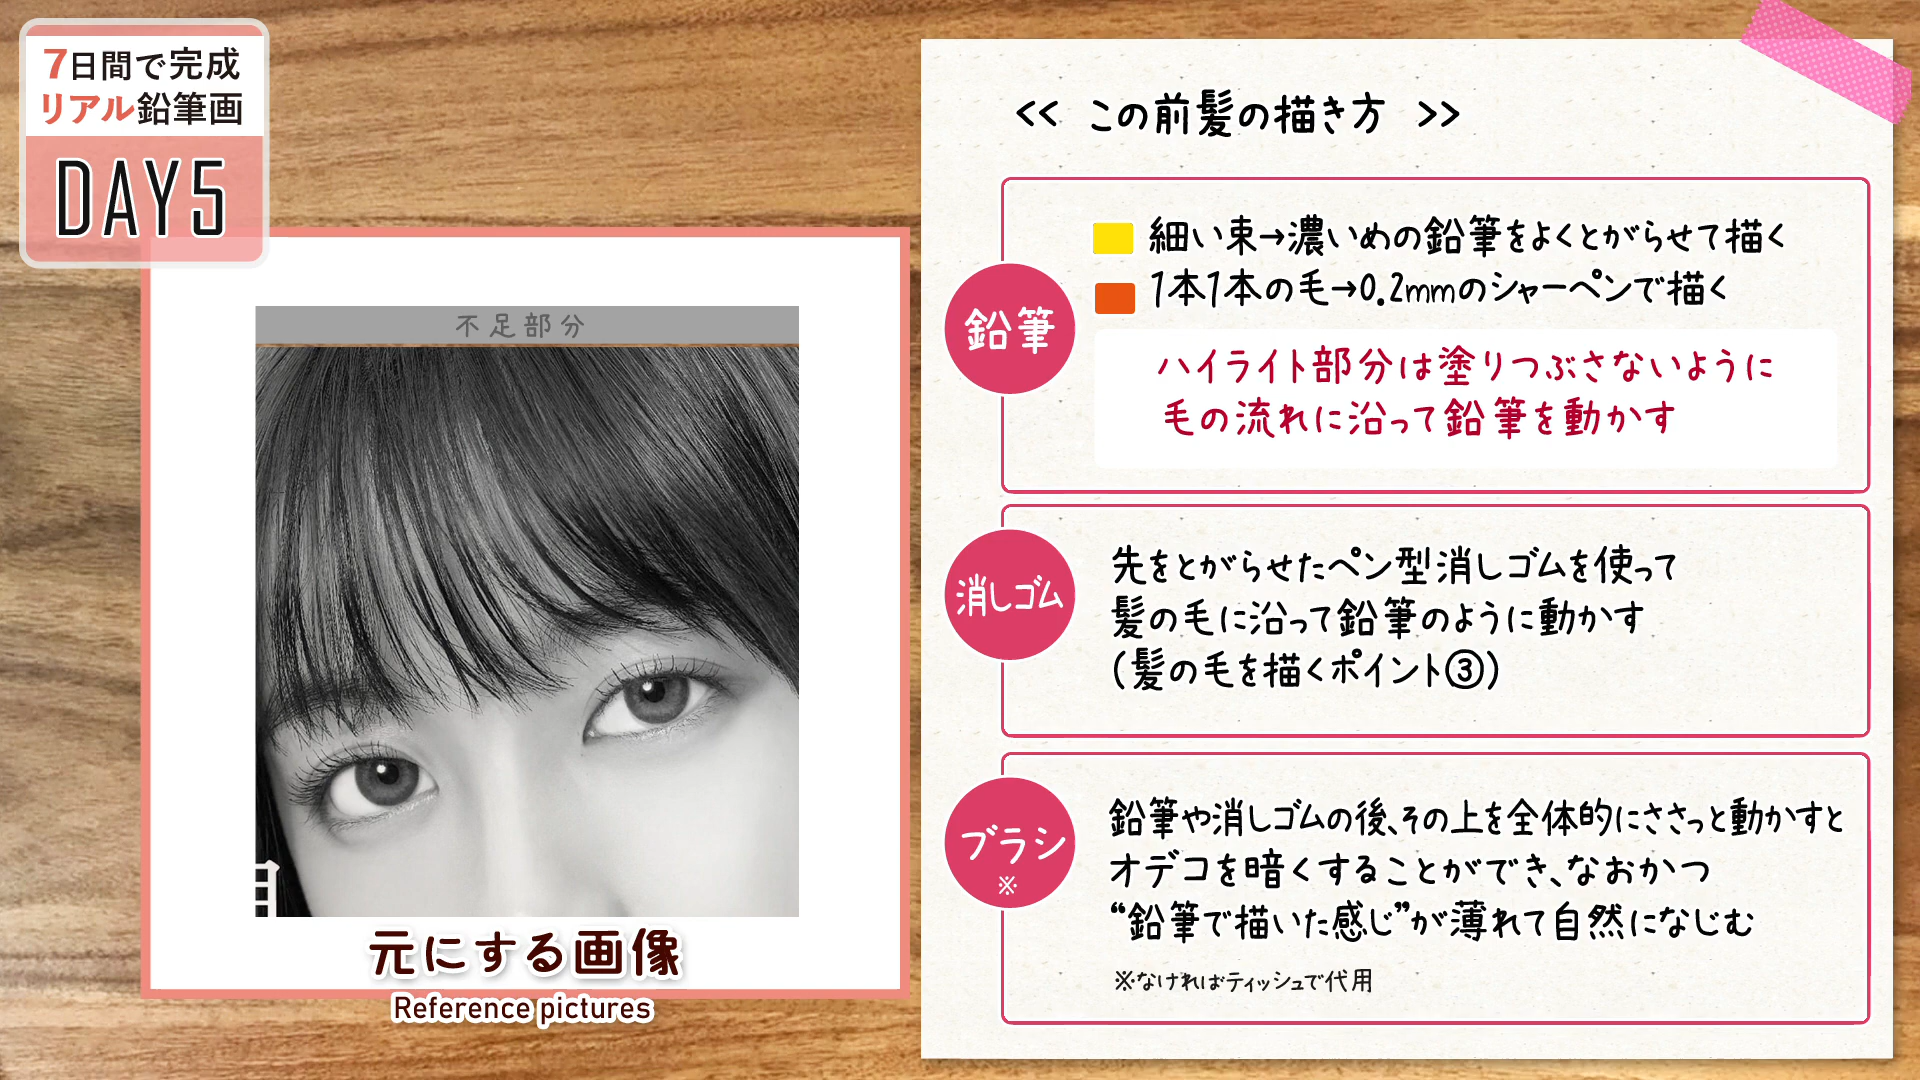 7日間で完成
リアル鉛筆画
DAY5
不足部分
元にする画像
Reference pictures
<< この前髪の描き方 >>
鉛筆
細い束→濃いめの鉛筆をよくとがらせて描く
1本1本の毛→0.2mmのシャーペンで描く
ハイライト部分は塗りつぶさないように
毛の流れに沿って鉛筆を動かす
消しゴム
先をとがらせたペン型消しゴムを使って
髪の毛に沿って鉛筆のように動かす
(髪の毛を描くポイント③)
ブラシ
※
鉛筆や消しゴムの後、その上を全体的にささっと動かすと
オデコを暗くすることができ、なおかつ
“鉛筆で描いた感じ”が薄れて自然になじむ
※なければティッシュで代用